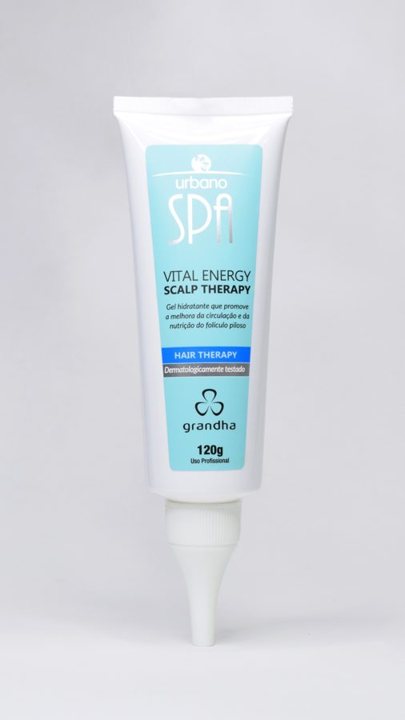 urbano
SPA
VITAL ENERGY
SCALP THERAPY
Gel hidratante que promove
a melhora da circulação e da
nutrição do folículo piloso
HAIR THERAPY
Dermatologicamente testado
grandha
120g
Uso Profissional